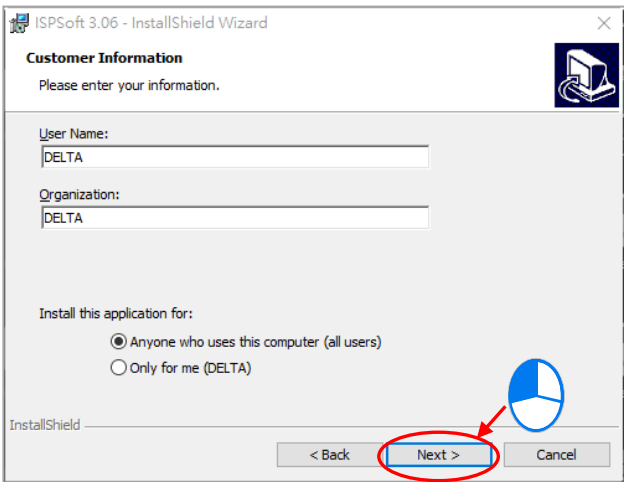 ISPSoft 3.06 - InstallShield Wizard
Customer Information
Please enter your information.
User Name:
DELTA
Organization:
DELTA
Install this application for:
Anyone who uses this computer (all users)
Only for me (DELTA)
InstallShield
< Back Next > Cancel